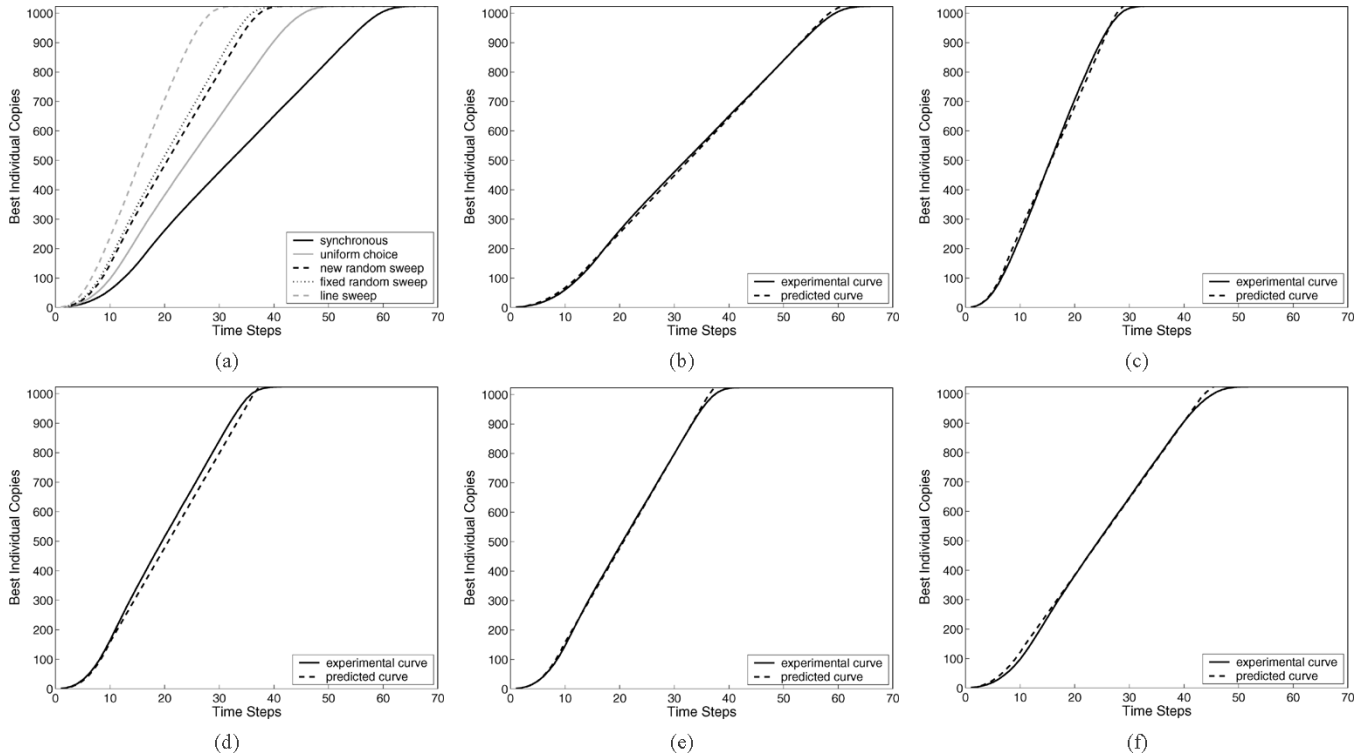 1000
900
800
700
600
500
400
300
200
100
0
Best Individual Copies
synchronous
uniform choice
new random sweep
fixed random sweep
line sweep
0 10 20 30 40 50 60 70
Time Steps
(a)
1000
900
800
700
600
500
400
300
200
100
0
Best Individual Copies
experimental curve
predicted curve
0 10 20 30 40 50 60 70
Time Steps
(b)
1000
900
800
700
600
500
400
300
200
100
0
Best Individual Copies
experimental curve
predicted curve
0 10 20 30 40 50 60 70
Time Steps
(c)
1000
900
800
700
600
500
400
300
200
100
0
Best Individual Copies
experimental curve
predicted curve
0 10 20 30 40 50 60 70
Time Steps
(d)
1000
900
800
700
600
500
400
300
200
100
0
Best Individual Copies
experimental curve
predicted curve
0 10 20 30 40 50 60 70
Time Steps
(e)
1000
900
800
700
600
500
400
300
200
100
0
Best Individual Copies
experimental curve
predicted curve
0 10 20 30 40 50 60 70
Time Steps
(f)